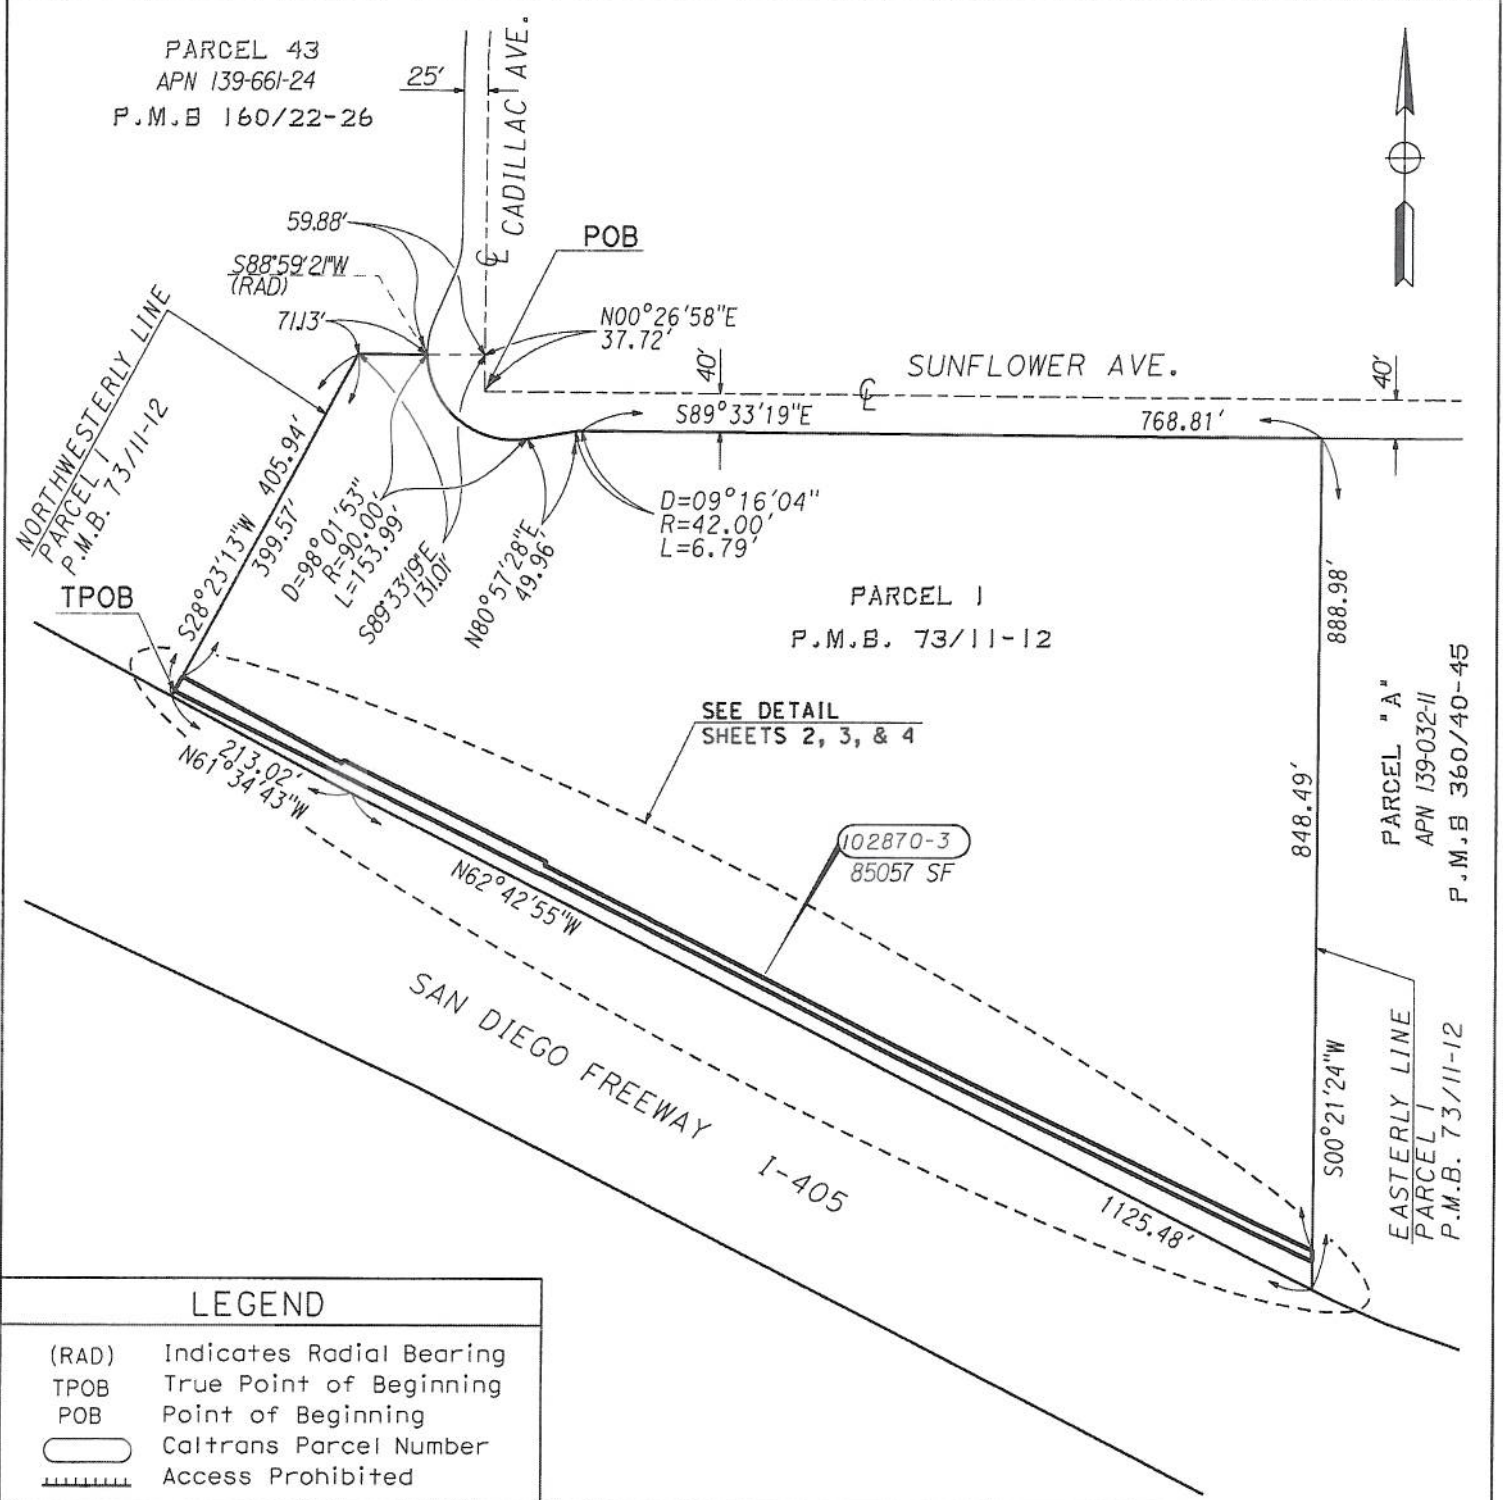 PARCEL 43
APN 139-661-24
P.M.B 160/22-26
25'
℄ CADILLAC AVE.
59.88'
S88°59'21"W
(RAD)
71.13'
POB
N00°26'58"E
37.72'
40'
℄
SUNFLOWER AVE.
40'
S89°33'19"E
768.81'
NORTHWESTERLY LINE
PARCEL 1
P.M.B. 73/11-12
S28°23'13"W 405.94'
399.57'
D=98°01'53"
R=90.00'
L=153.99'
S89°33'19"E
131.01'
N80°57'28"E
49.96'
D=09°16'04"
R=42.00'
L=6.79'
TPOB
PARCEL 1
P.M.B. 73/11-12
888.98'
848.49'
S00°21'24"W
PARCEL "A"
APN 139-032-11
P.M.B 360/40-45
SEE DETAIL
SHEETS 2, 3, & 4
213.02'
N61°34'43"W
102870-3
85057 SF
N62°42'55"W
1125.48'
SAN DIEGO FREEWAY I-405
EASTERLY LINE
PARCEL 1
P.M.B. 73/11-12
LEGEND
(RAD) Indicates Radial Bearing
TPOB True Point of Beginning
POB Point of Beginning
Caltrans Parcel Number
Access Prohibited